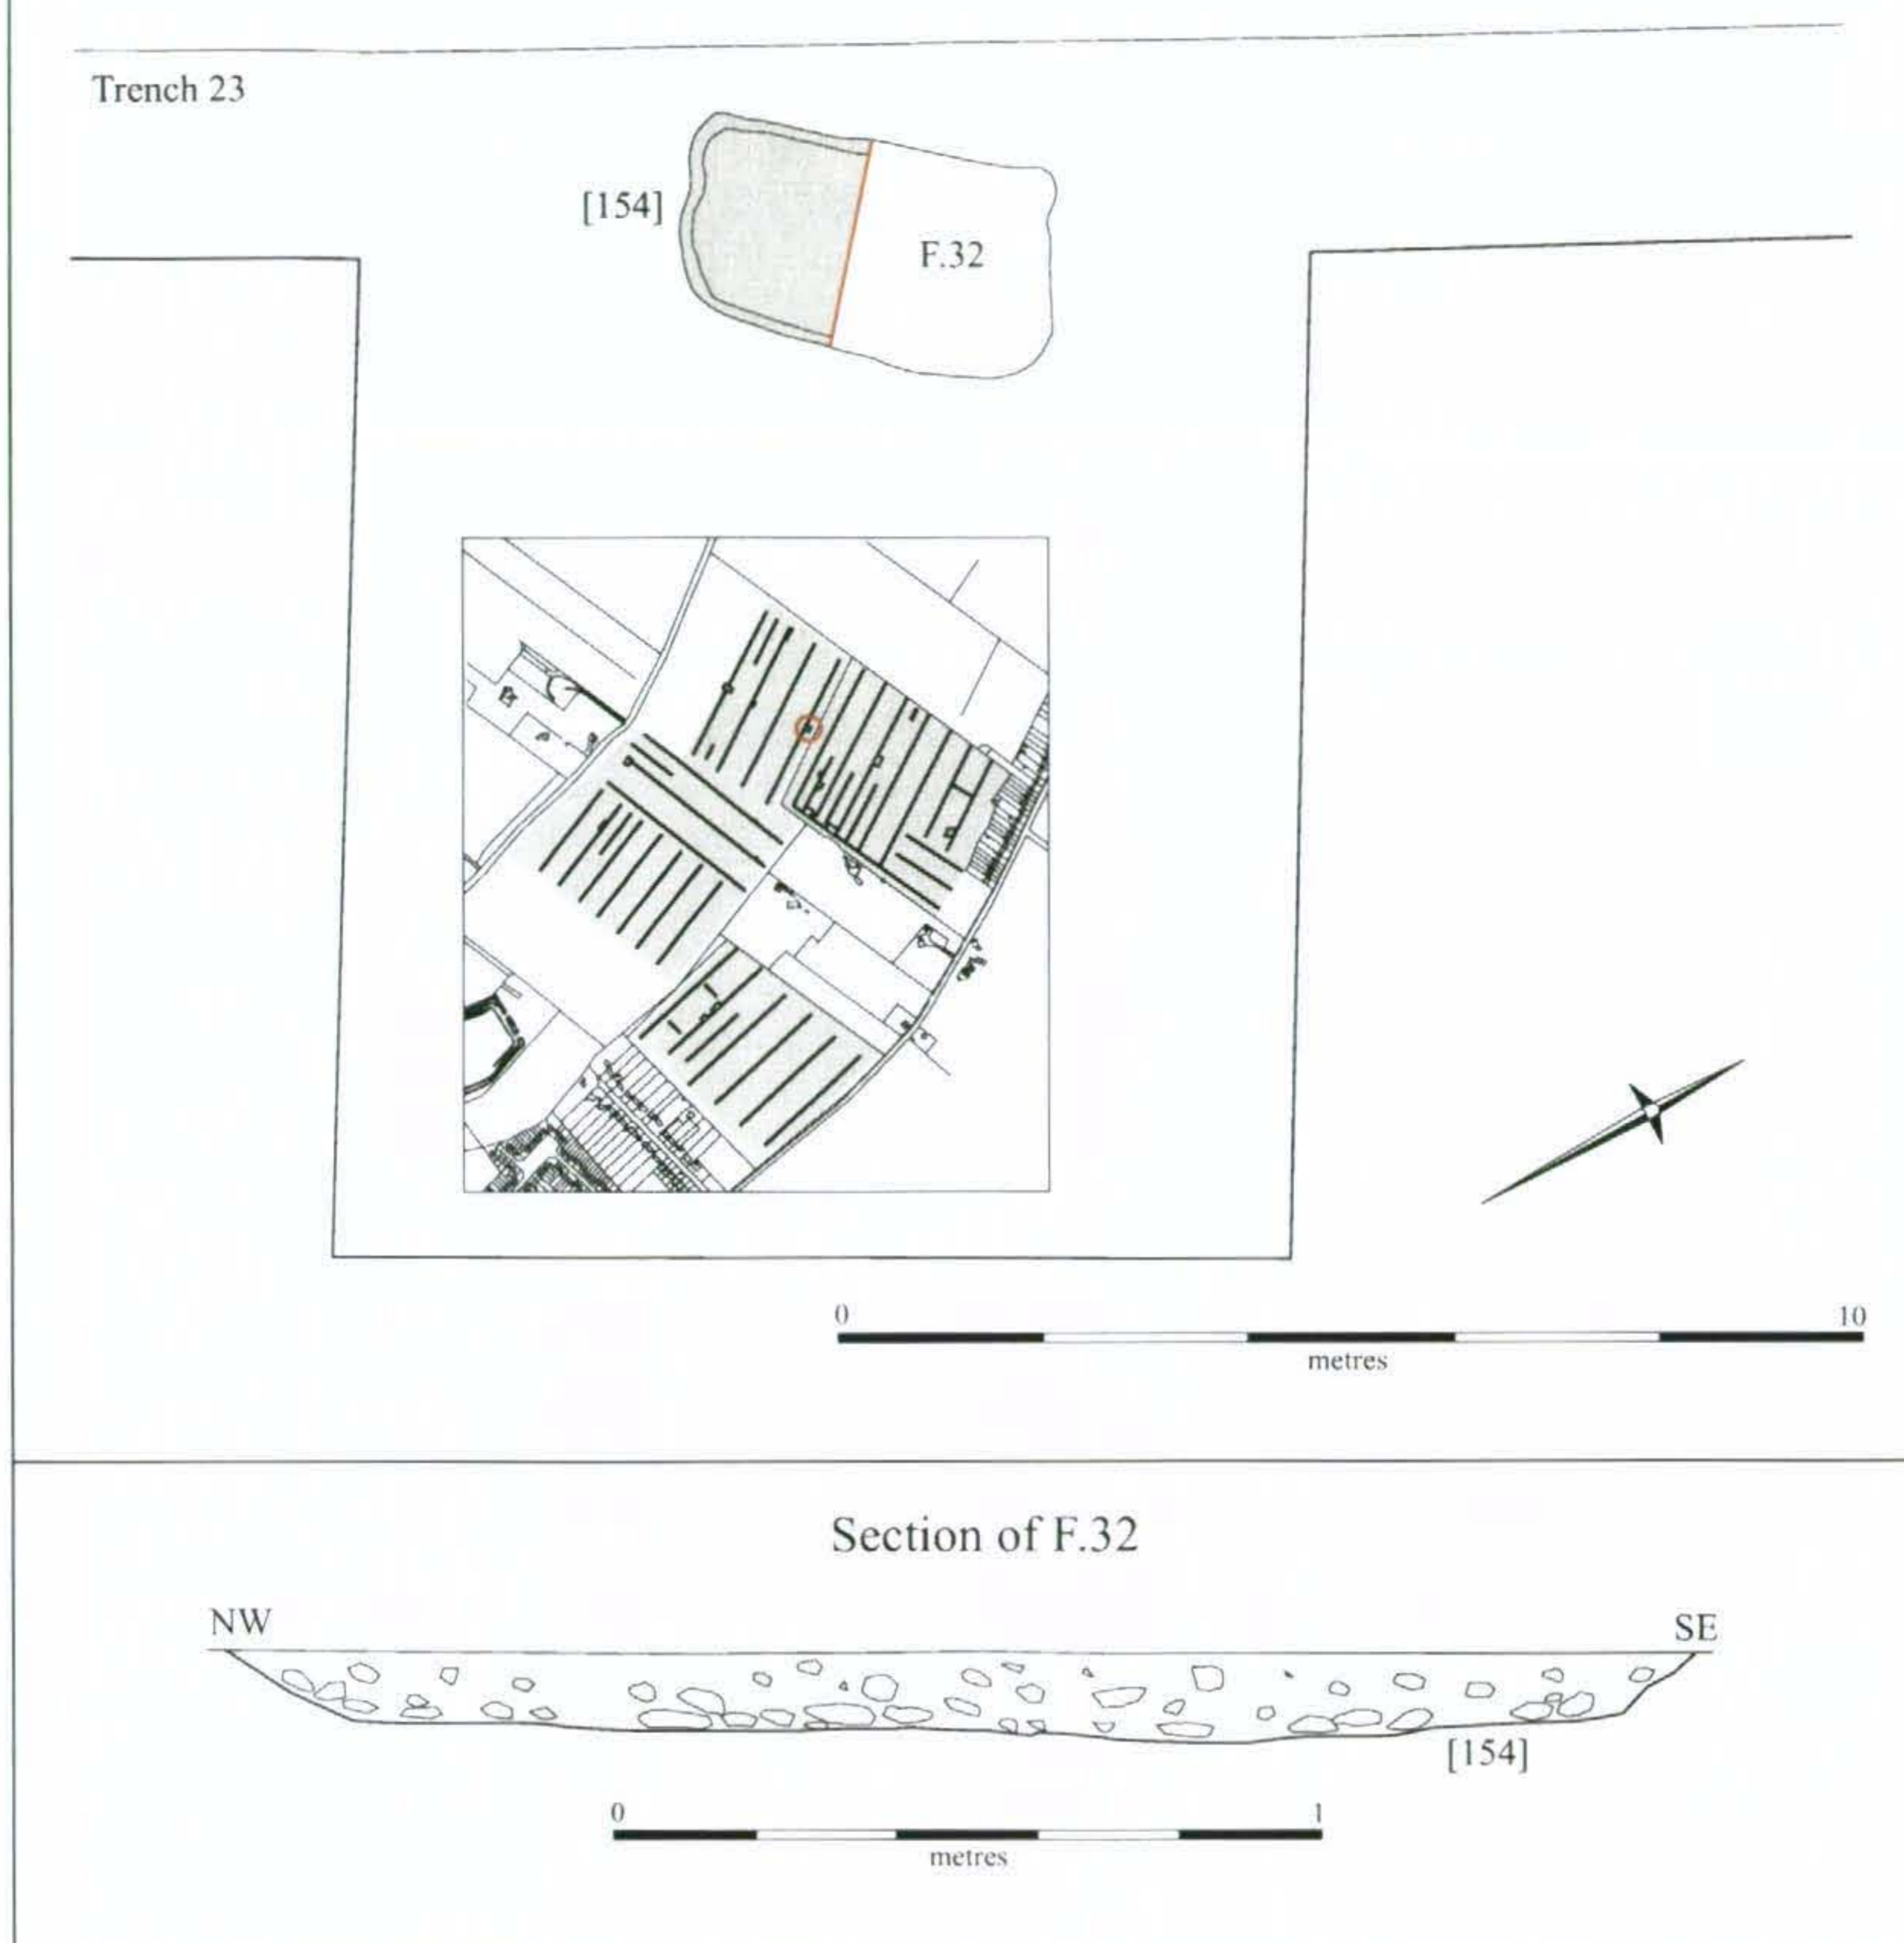 Trench 23
[154]
F.32
0 10
metres
Section of F.32
NW SE
[154]
0 1
metres